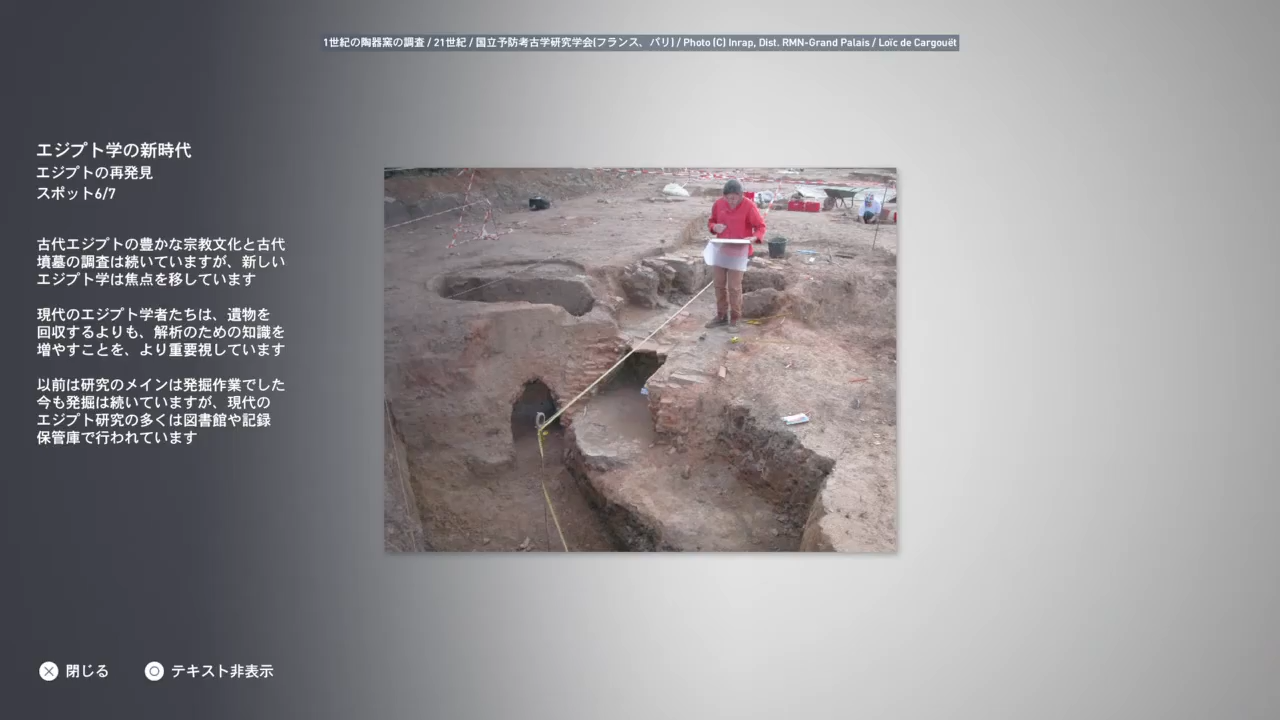 1世紀の陶器窯の調査 / 21世紀 / 国立予防考古学研究学会(フランス、パリ) / Photo (C) Inrap, Dist. RMN-Grand Palais / Loïc de Cargouët
エジプト学の新時代
エジプトの再発見
スポット6/7
古代エジプトの豊かな宗教文化と古代
墳墓の調査は続いていますが、新しい
エジプト学は焦点を移しています
現代のエジプト学者たちは、遺物を
回収するよりも、解析のための知識を
増やすことを、より重要視しています
以前は研究のメインは発掘作業でした
今も発掘は続いていますが、現代の
エジプト研究の多くは図書館や記録
保管庫で行われています
閉じる
テキスト非表示